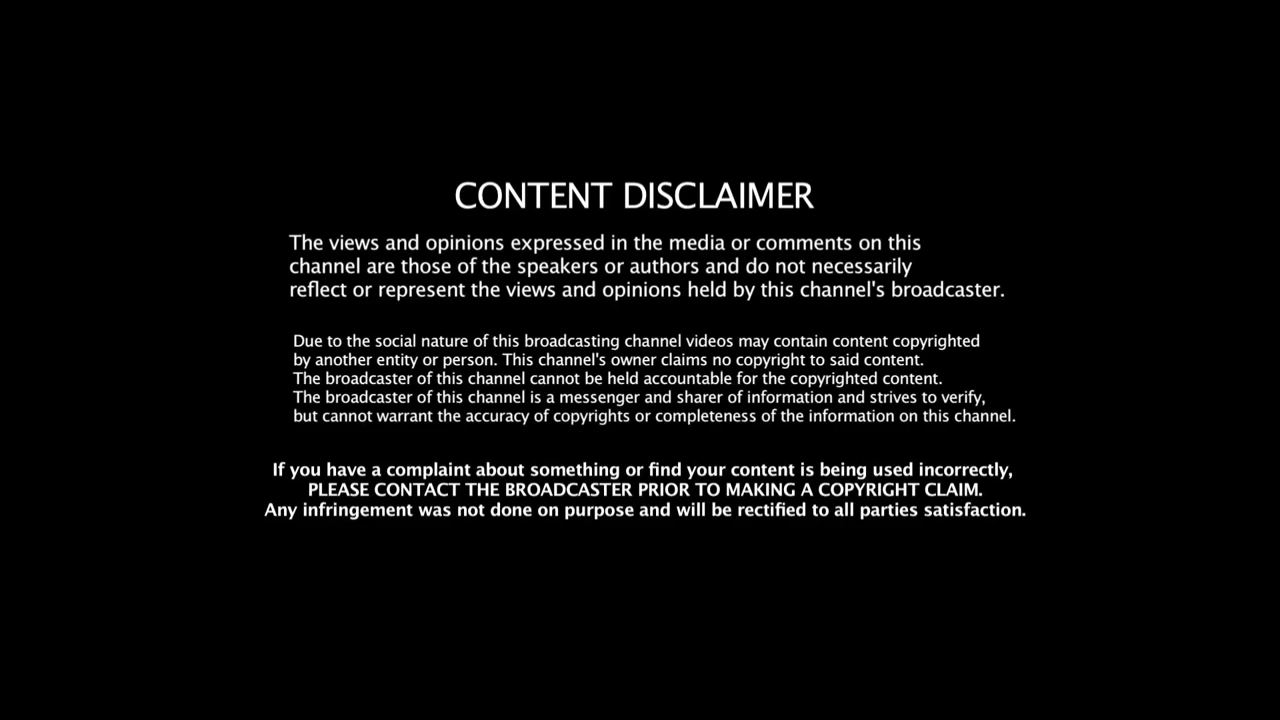 CONTENT DISCLAIMER
The views and opinions expressed in the media or comments on this
channel are those of the speakers or authors and do not necessarily
reflect or represent the views and opinions held by this channel's broadcaster.
Due to the social nature of this broadcasting channel videos may contain content copyrighted
by another entity or person. This channel's owner claims no copyright to said content.
The broadcaster of this channel cannot be held accountable for the copyrighted content.
The broadcaster of this channel is a messenger and sharer of information and strives to verify,
but cannot warrant the accuracy of copyrights or completeness of the information on this channel.
If you have a complaint about something or find your content is being used incorrectly,
PLEASE CONTACT THE BROADCASTER PRIOR TO MAKING A COPYRIGHT CLAIM.
Any infringement was not done on purpose and will be rectified to all parties satisfaction.